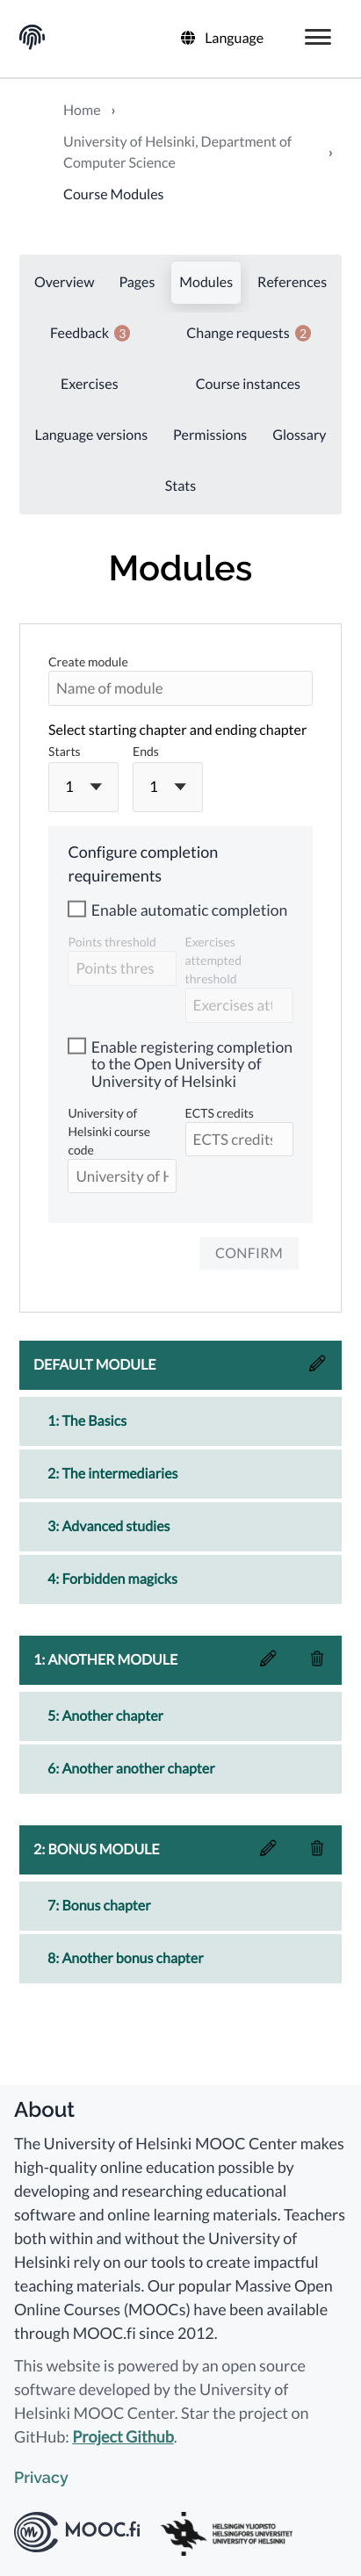 Language
Home ›
University of Helsinki, Department of
Computer Science ›
Course Modules
Overview Pages Modules References
Feedback 3 Change requests 2
Exercises Course instances
Language versions Permissions Glossary
Stats
Modules
Create module
Name of module
Select starting chapter and ending chapter
Starts Ends
1 1
Configure completion
requirements
Enable automatic completion
Points threshold
Points thres
Exercises
attempted
threshold
Exercises att
Enable registering completion
to the Open University of
University of Helsinki
University of
Helsinki course
code
University of H
ECTS credits
ECTS credits
CONFIRM
DEFAULT MODULE
1: The Basics
2: The intermediaries
3: Advanced studies
4: Forbidden magicks
1: ANOTHER MODULE
5: Another chapter
6: Another another chapter
2: BONUS MODULE
7: Bonus chapter
8: Another bonus chapter
About
The University of Helsinki MOOC Center makes
high-quality online education possible by
developing and researching educational
software and online learning materials. Teachers
both within and without the University of
Helsinki rely on our tools to create impactful
teaching materials. Our popular Massive Open
Online Courses (MOOCs) have been available
through MOOC.fi since 2012.
This website is powered by an open source
software developed by the University of
Helsinki MOOC Center. Star the project on
GitHub: Project Github.
Privacy
MOOC.fi
HELSINGIN YLIOPISTO
HELSINGFORS UNIVERSITET
UNIVERSITY OF HELSINKI